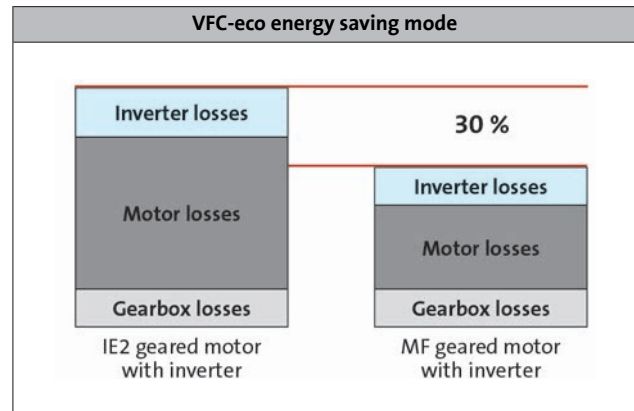 VFC-eco energy saving mode
Inverter losses
30 %
Motor losses
Gearbox losses
IE2 geared motor
with inverter
Inverter losses
Motor losses
Gearbox losses
MF geared motor
with inverter